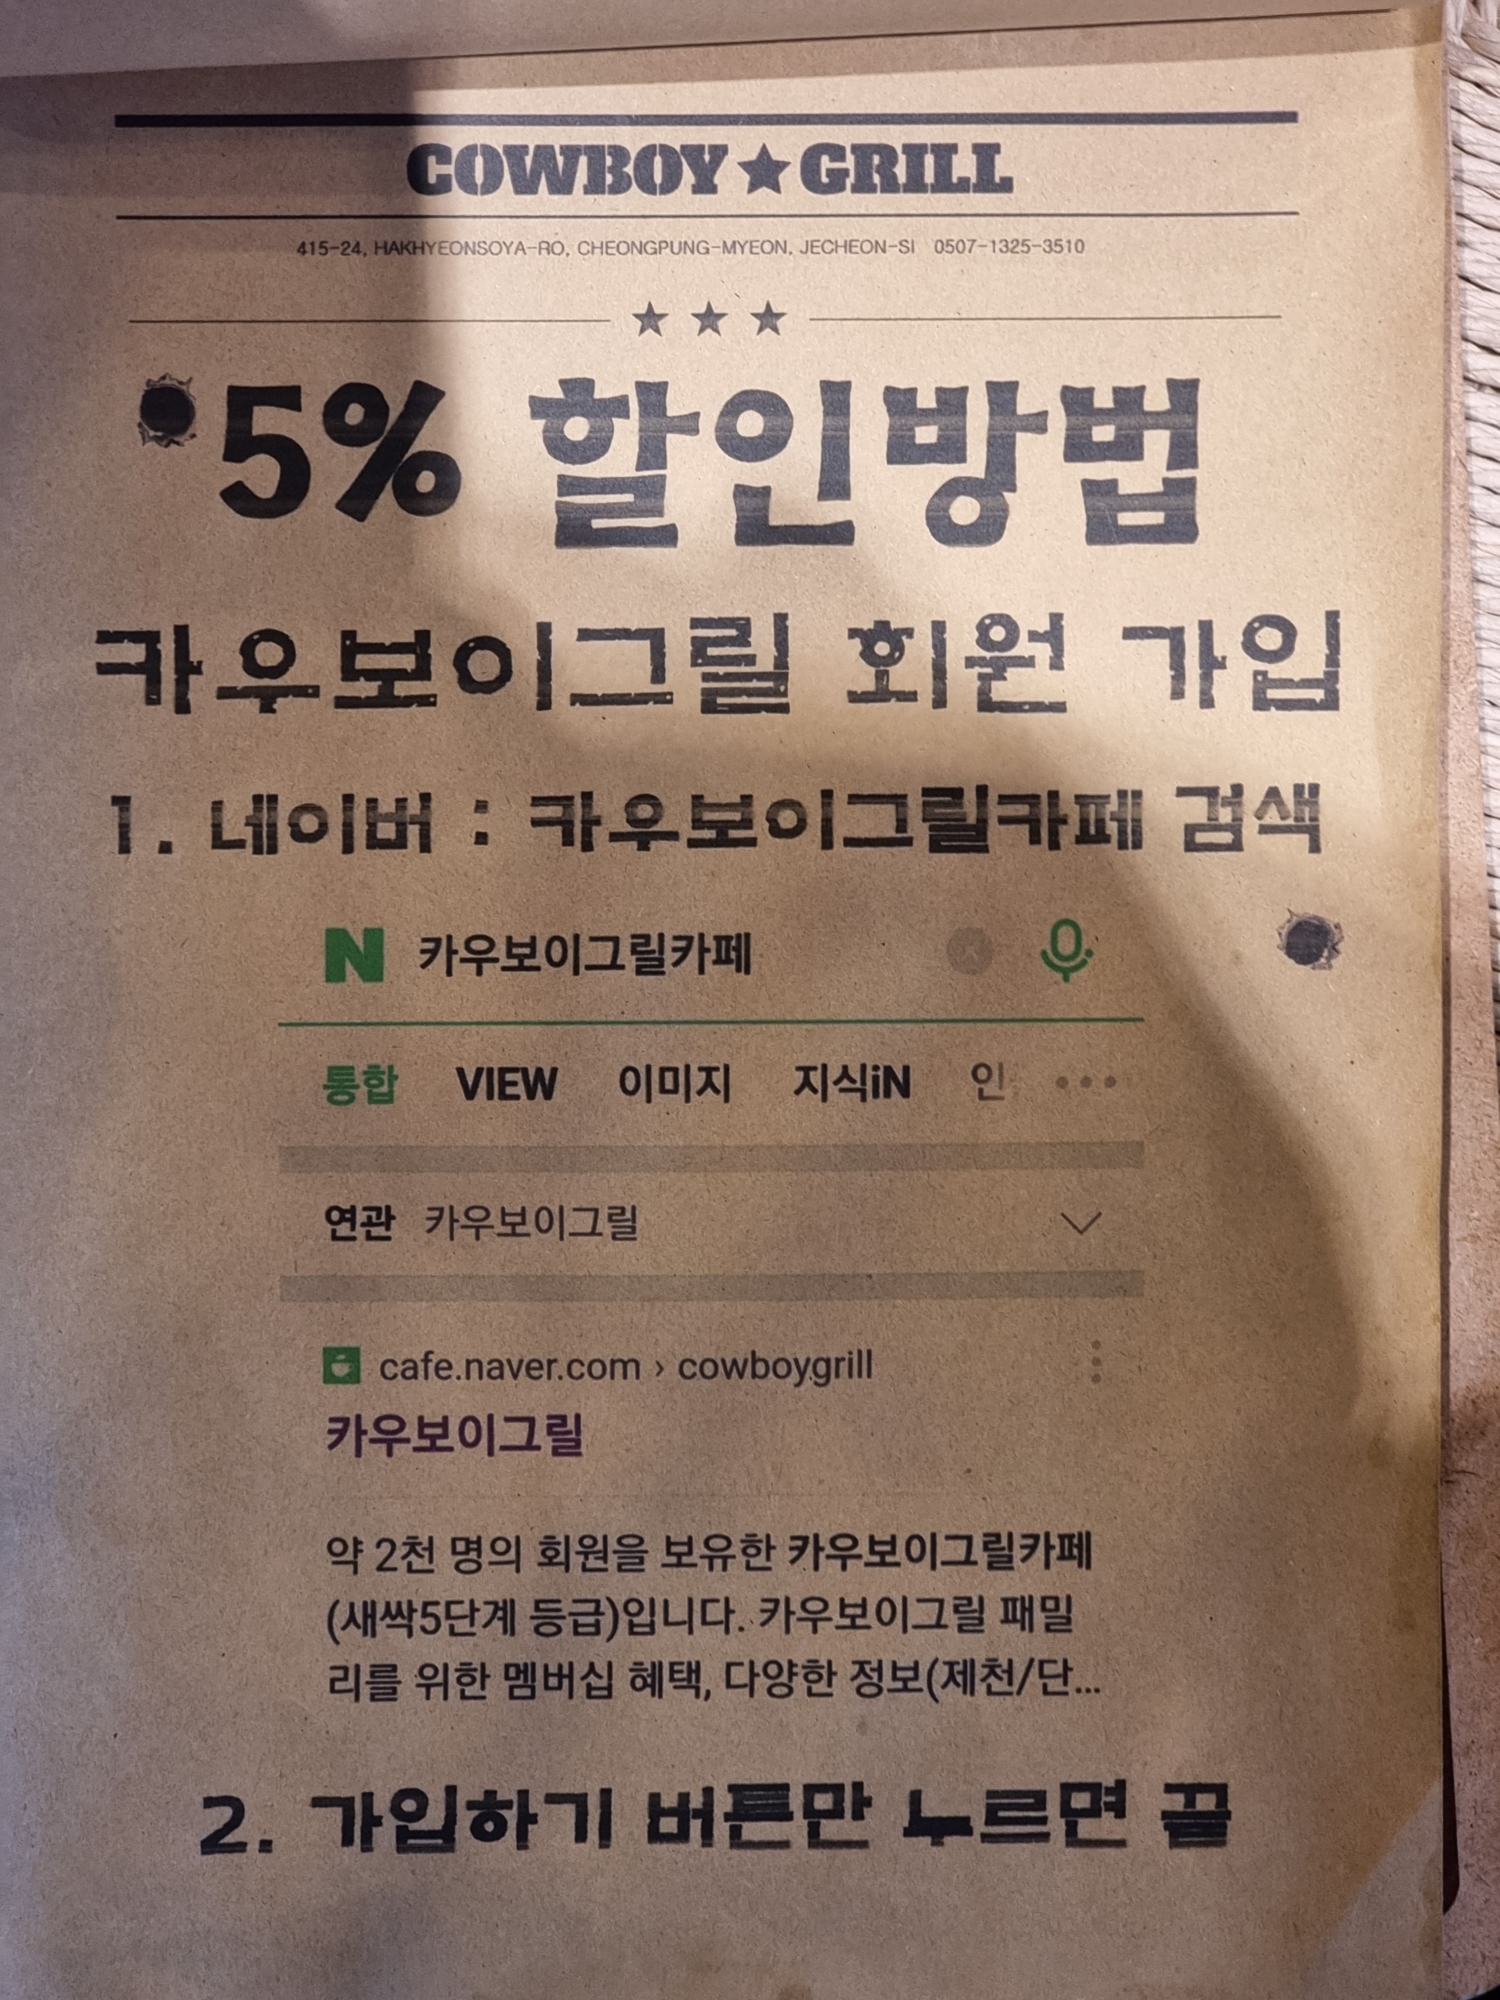 COWBOY★GRILL
415-24, HAKHYEONSOYA-RO, CHEONGPUNG-MYEON, JECHEON-SI 0507-1325-3510
★ ★ ★
5% 할인방법
카우보이그릴 회원 가입
1. 네이버 : 카우보이그릴카페 검색
N 카우보이그릴카페
통합 VIEW 이미지 지식iN 인 •••
연관 카우보이그릴
cafe.naver.com › cowboygrill
카우보이그릴
약 2천 명의 회원을 보유한 카우보이그릴카페
(새싹5단계 등급)입니다. 카우보이그릴 패밀
리를 위한 멤버십 혜택, 다양한 정보(제천/단...
2. 가입하기 버튼만 누르면 끝